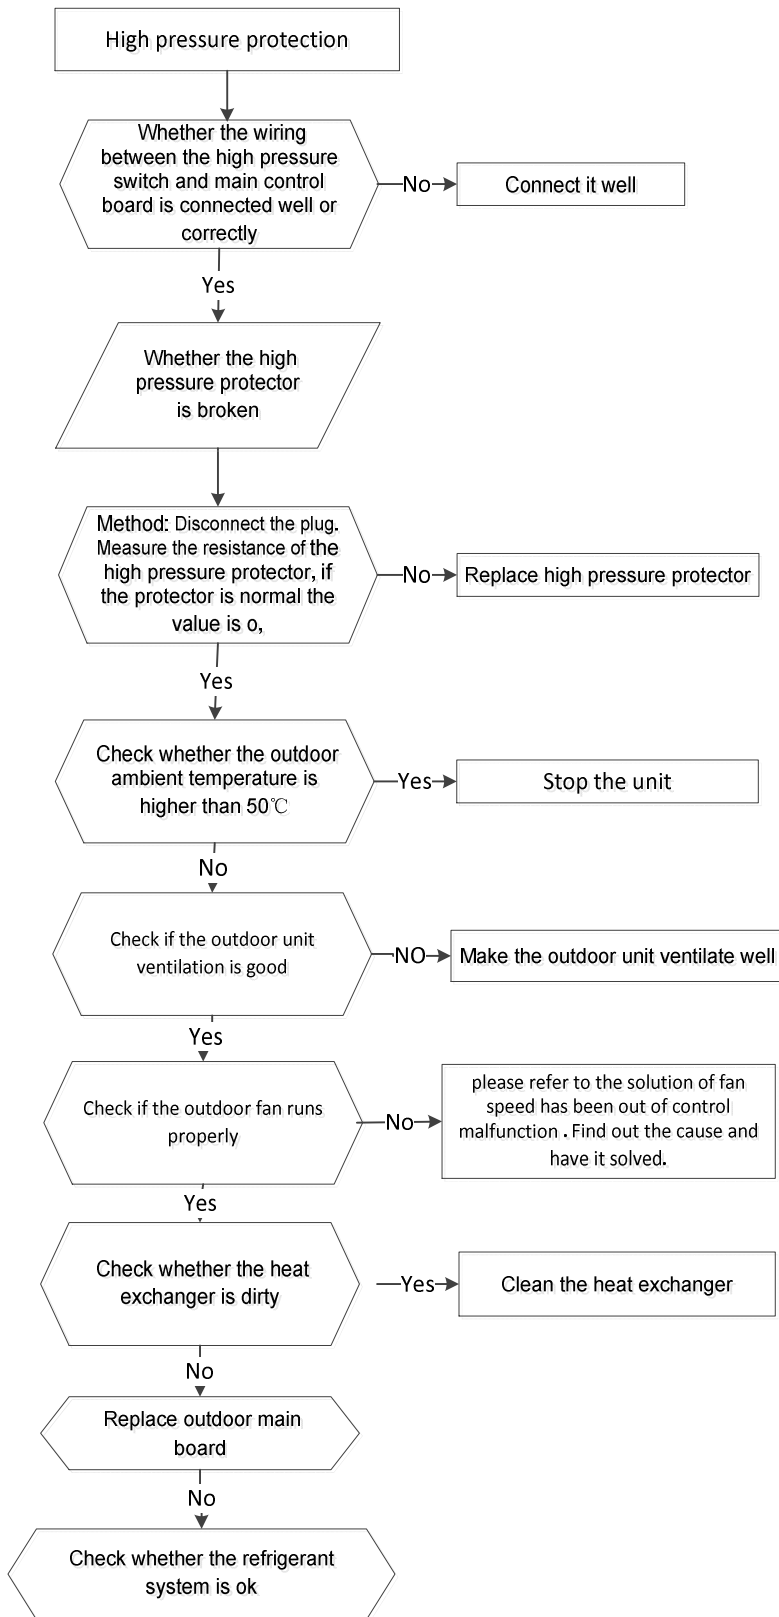 High pressure protection
Whether the wiring
between the high pressure
switch and main control
board is connected well or
correctly
No
Connect it well
Yes
Whether the high
pressure protector
is broken
Method: Disconnect the plug.
Measure the resistance of the
high pressure protector, if
the protector is normal the
value is o,
No
Replace high pressure protector
Yes
Check whether the outdoor
ambient temperature is
higher than 50℃
Yes
Stop the unit
No
Check if the outdoor unit
ventilation is good
NO
Make the outdoor unit ventilate well
Yes
Check if the outdoor fan runs
properly
No
please refer to the solution of fan
speed has been out of control
malfunction . Find out the cause and
have it solved.
Yes
Check whether the heat
exchanger is dirty
Yes
Clean the heat exchanger
No
Replace outdoor main
board
No
Check whether the refrigerant
system is ok